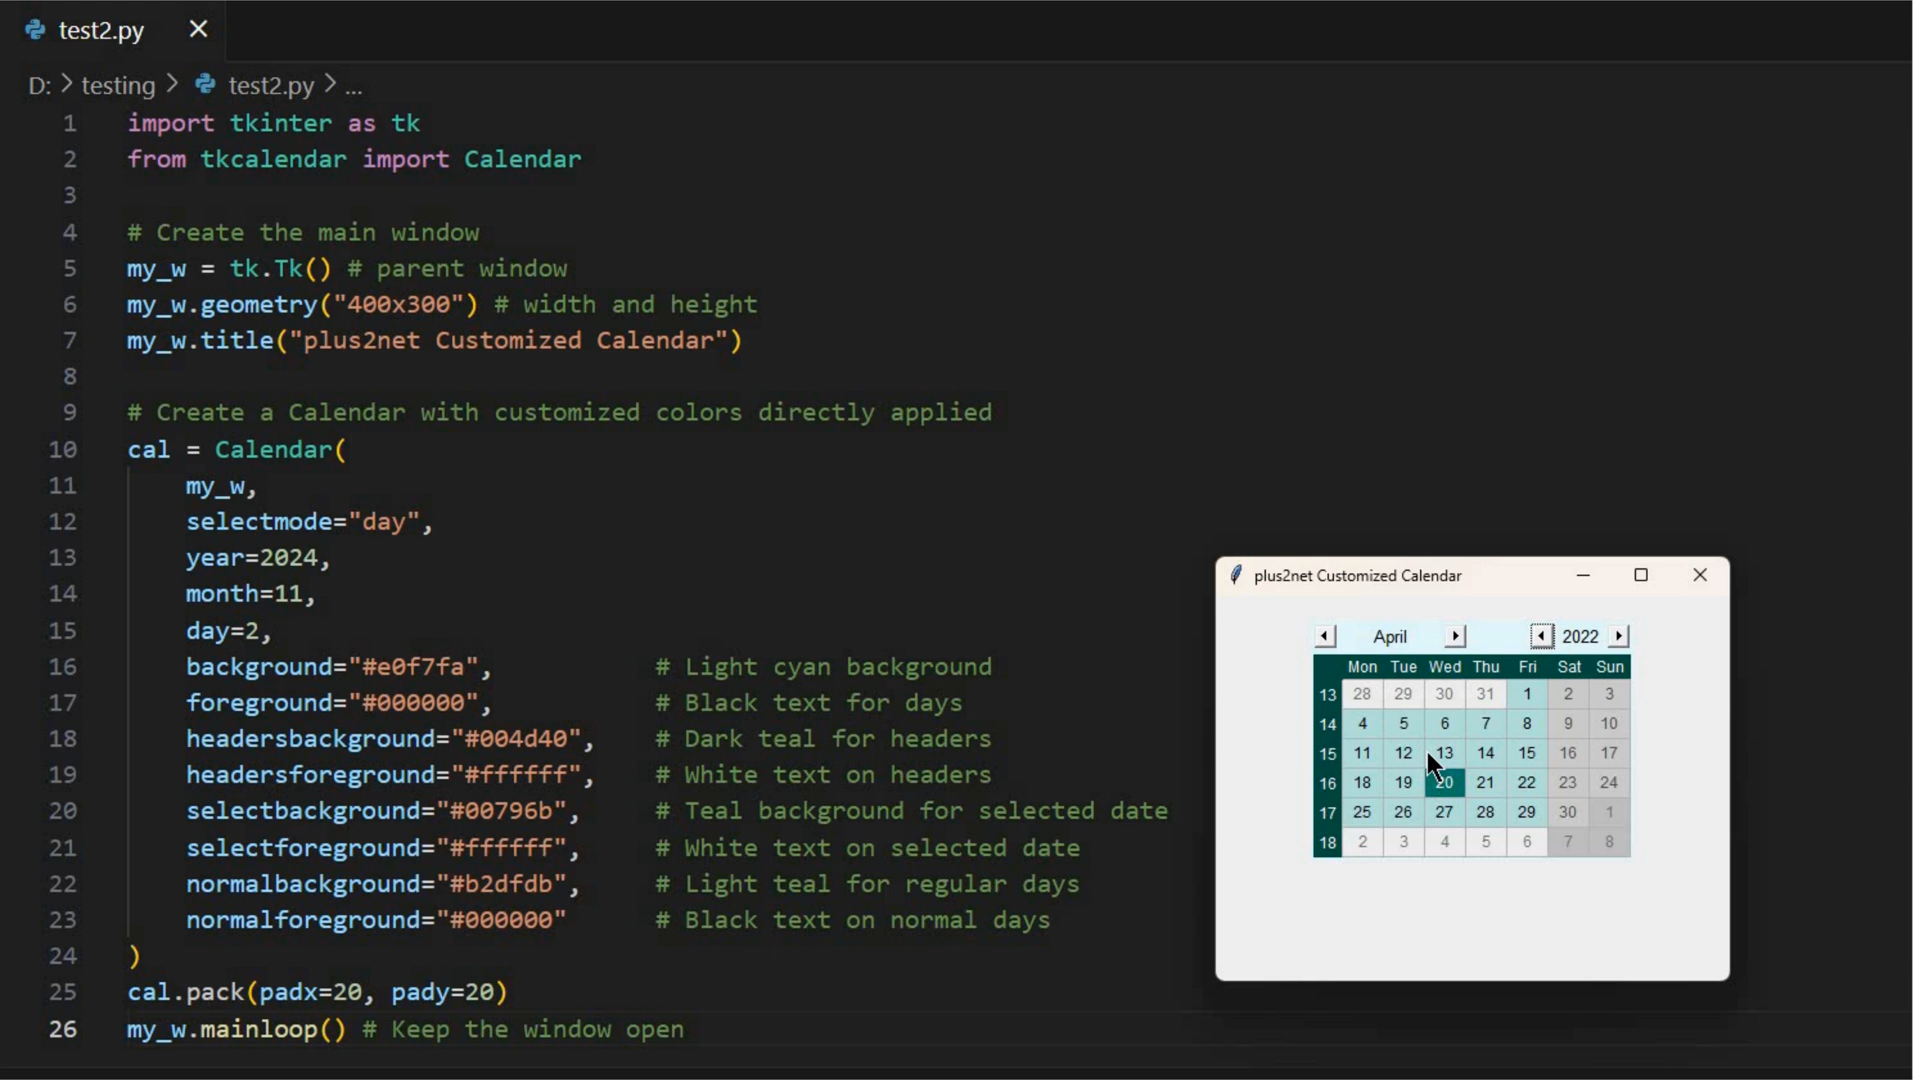 test2.py
D: > testing > test2.py > ...
1 import tkinter as tk
2 from tkcalendar import Calendar
3
4 # Create the main window
5 my_w = tk.Tk() # parent window
6 my_w.geometry("400x300") # width and height
7 my_w.title("plus2net Customized Calendar")
8
9 # Create a Calendar with customized colors directly applied
10 cal = Calendar(
11     my_w,
12     selectmode="day",
13     year=2024,
14     month=11,
15     day=2,
16     background="#e0f7fa",           # Light cyan background
17     foreground="#000000",           # Black text for days
18     headersbackground="#004d40",    # Dark teal for headers
19     headersforeground="#ffffff",    # White text on headers
20     selectbackground="#00796b",     # Teal background for selected date
21     selectforeground="#ffffff",     # White text on selected date
22     normalbackground="#b2dfdb",     # Light teal for regular days
23     normalforeground="#000000"      # Black text on normal days
24 )
25 cal.pack(padx=20, pady=20)
26 my_w.mainloop() # Keep the window open
plus2net Customized Calendar
April 2022
Mon Tue Wed Thu Fri Sat Sun
13 28 29 30 31 1 2 3
14 4 5 6 7 8 9 10
15 11 12 13 14 15 16 17
16 18 19 20 21 22 23 24
17 25 26 27 28 29 30 1
18 2 3 4 5 6 7 8